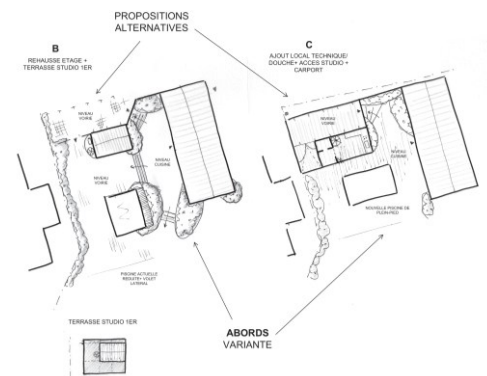 PROPOSITIONS
ALTERNATIVES
B
REHAUSSE ETAGE +
TERRASSE STUDIO 1ER
C
AJOUT LOCAL TECHNIQUE/
DOUCHE+ ACCES STUDIO +
CARPORT
NIVEAU
VOIRIE
NIVEAU
CUISINE
NIVEAU
VOIRIE
PISCINE ACTUELLE
REDUITE+ VOLET
LATERAL
NIVEAU
VOIRIE
NIVEAU
CUISINE
NOUVELLE PISCINE DE
PLEIN-PIED
ABORDS
VARIANTE
TERRASSE STUDIO 1ER